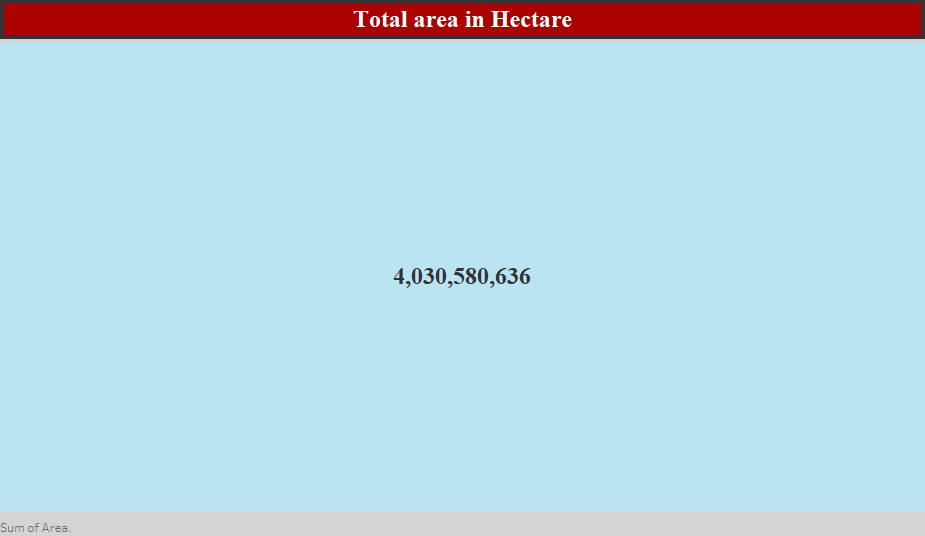 Total area in Hectare
4,030,580,636
Sum of Area.